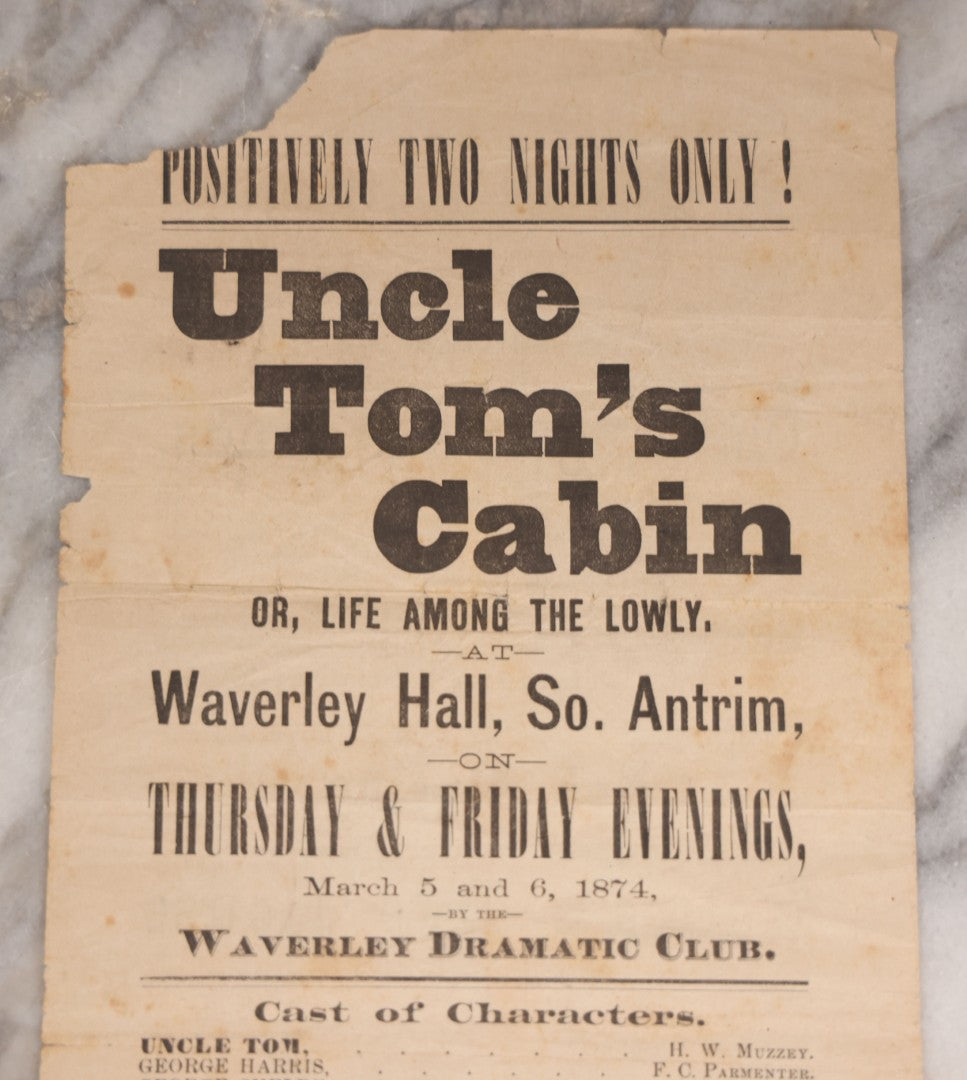 POSITIVELY TWO NIGHTS ONLY!
Uncle
Tom's
Cabin
OR, LIFE AMONG THE LOWLY.
—AT—
Waverley Hall, So. Antrim,
—ON—
THURSDAY & FRIDAY EVENINGS,
March 5 and 6, 1874,
—BY THE—
WAVERLEY DRAMATIC CLUB.
Cast of Characters.
UNCLE TOM, . . . . . . . H. W. MUZZEY.
GEORGE HARRIS, . . . . . . F. C. PARMENTER.